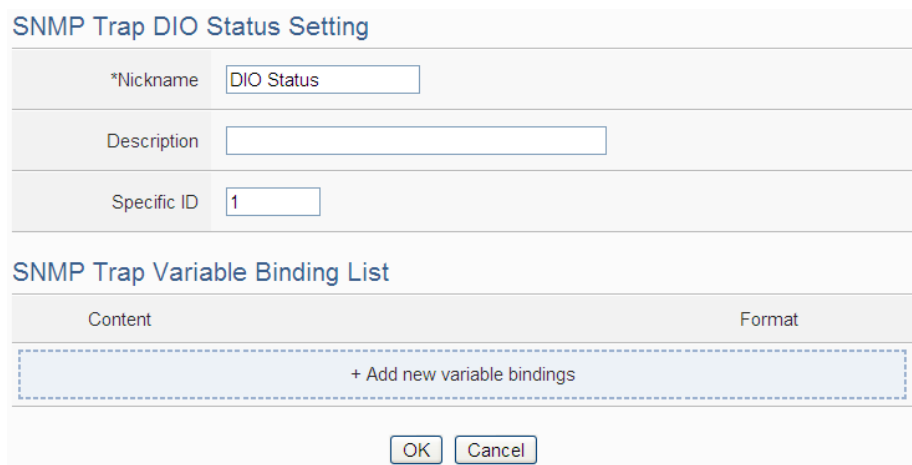 SNMP Trap DIO Status Setting
*Nickname DIO Status
Description
Specific ID 1
SNMP Trap Variable Binding List
Content Format
+ Add new variable bindings
OK Cancel